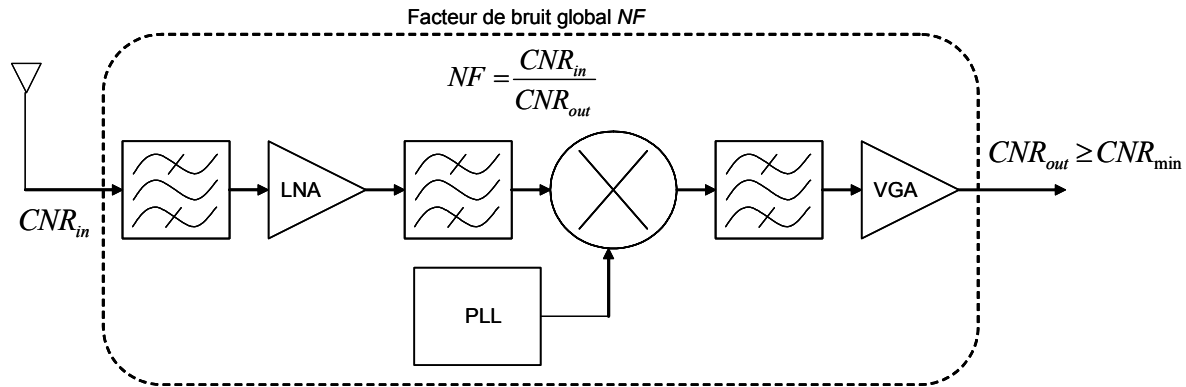 Facteur de bruit global NF
NF = CNR_in / CNR_out
CNR_in
LNA
PLL
VGA
CNR_out ≥ CNR_min